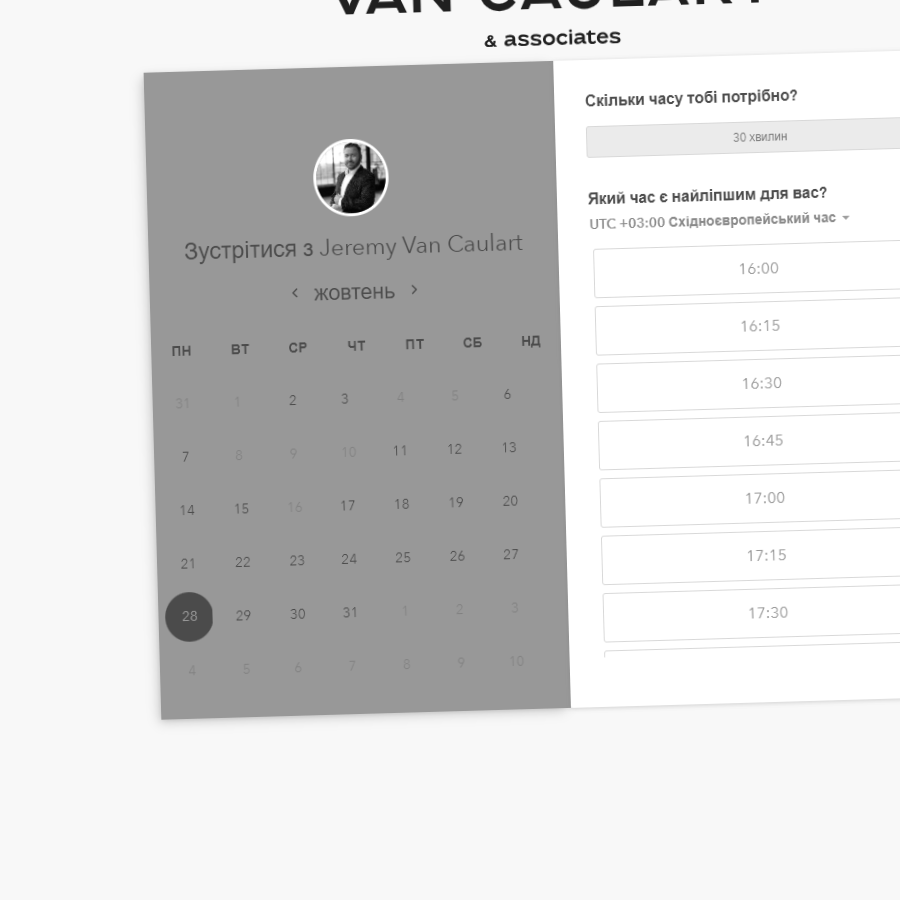 VAN CAULART
& associates
Зустрітися з Jeremy Van Caulart
жовтень
ПН ВТ СР ЧТ ПТ СБ НД
31 1 2 3 4 5 6
7 8 9 10 11 12 13
14 15 16 17 18 19 20
21 22 23 24 25 26 27
28 29 30 31 1 2 3
4 5 6 7 8 9 10
Скільки часу тобі потрібно?
30 хвилин
Який час є найліпшим для вас?
UTC +03:00 Східноєвропейський час
16:00
16:15
16:30
16:45
17:00
17:15
17:30